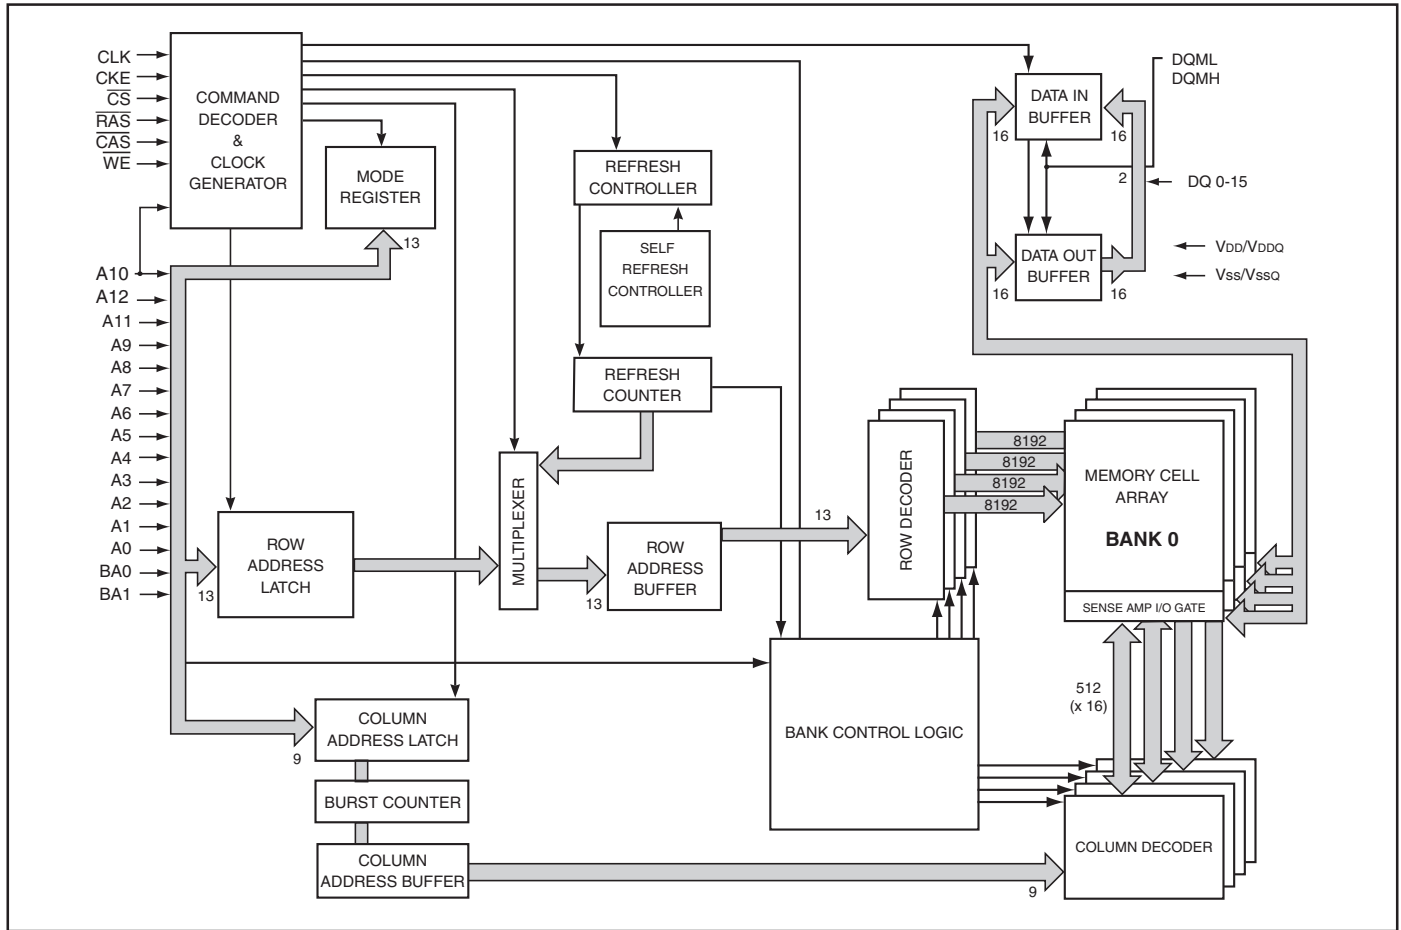 CLK
CKE
CS
RAS
CAS
WE
A10
A12
A11
A9
A8
A7
A6
A5
A4
A3
A2
A1
A0
BA0
BA1
COMMAND
DECODER
&
CLOCK
GENERATOR
MODE
REGISTER
13
REFRESH
CONTROLLER
SELF
REFRESH
CONTROLLER
REFRESH
COUNTER
DATA IN
BUFFER
16
16
DQML
DQMH
2
DQ 0-15
DATA OUT
BUFFER
16
16
VDD/VDDQ
Vss/VssQ
13
ROW
ADDRESS
LATCH
MULTIPLEXER
13
ROW
ADDRESS
BUFFER
13
ROW DECODER
8192
8192
8192
8192
MEMORY CELL
ARRAY
BANK 0
SENSE AMP I/O GATE
512
(x 16)
BANK CONTROL LOGIC
9
COLUMN
ADDRESS LATCH
BURST COUNTER
COLUMN
ADDRESS BUFFER
9
COLUMN DECODER